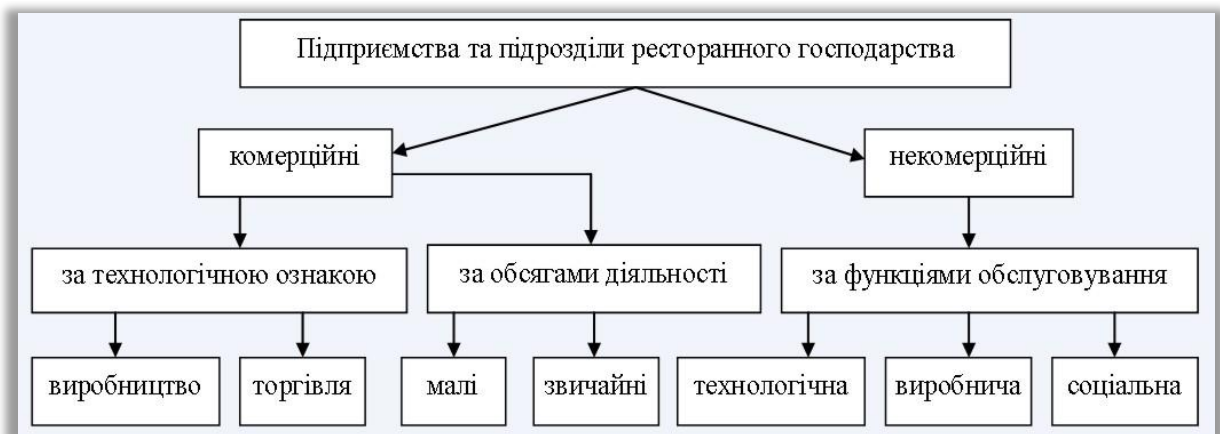 Підприємства та підрозділи ресторанного господарства
комерційні
некомерційні
за технологічною ознакою
за обсягами діяльності
за функціями обслуговування
виробництво
торгівля
малі
звичайні
технологічна
виробнича
соціальна